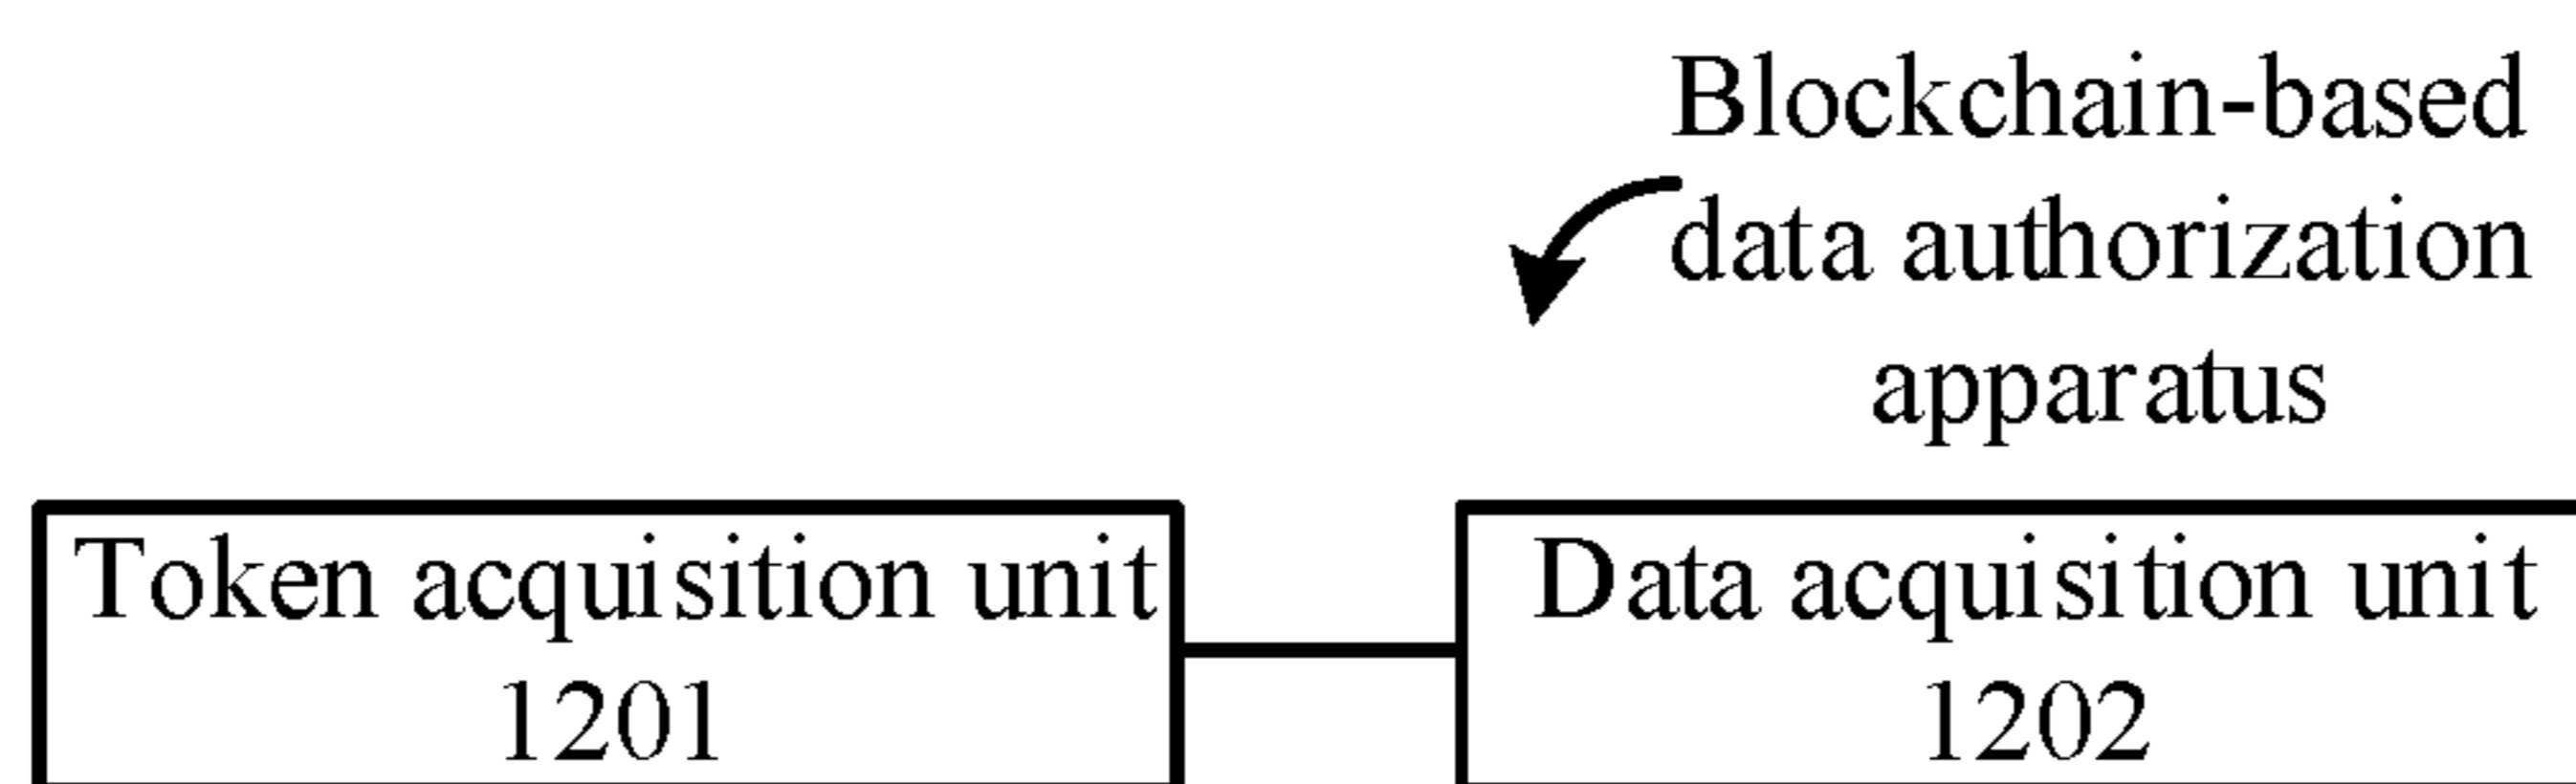 Blockchain-based
data authorization
apparatus
Token acquisition unit
1201
Data acquisition unit
1202